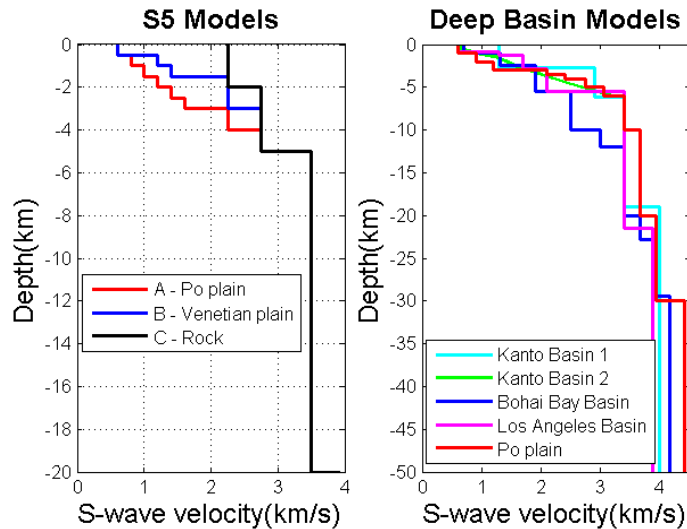 S5 Models
0
-2
-4
-6
-8
-10
-12
-14
-16
-18
-20
0
1
2
3
4
Depth(km)
S-wave velocity(km/s)
A - Po plain
B - Venetian plain
C - Rock
Deep Basin Models
0
-5
-10
-15
-20
-25
-30
-35
-40
-45
-50
0
1
2
3
4
Depth(km)
S-wave velocity(km/s)
Kanto Basin 1
Kanto Basin 2
Bohai Bay Basin
Los Angeles Basin
Po plain